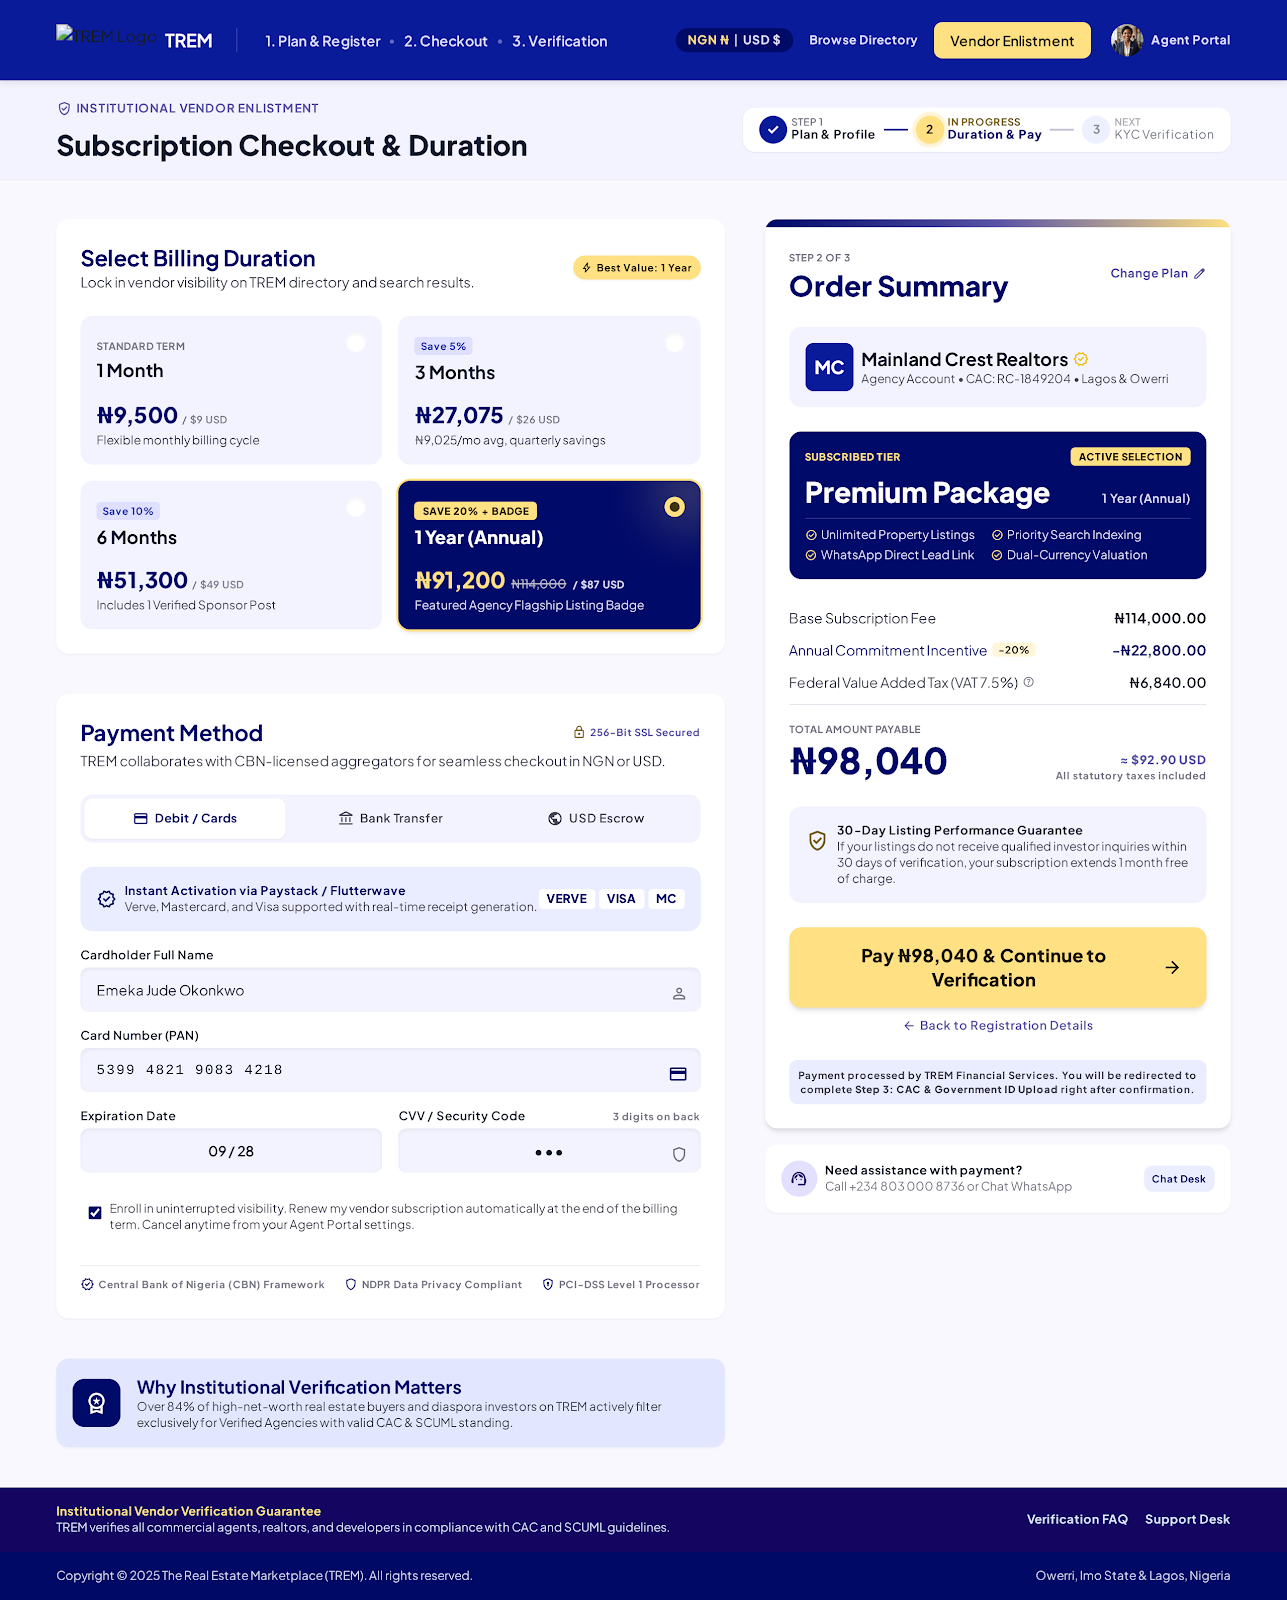 TREM Logo TREM
1. Plan & Register • 2. Checkout • 3. Verification
NGN ₦ | USD $
Browse Directory
Vendor Enlistment
Agent Portal
INSTITUTIONAL VENDOR ENLISTMENT
Subscription Checkout & Duration
STEP 1
Plan & Profile
2
IN PROGRESS
Duration & Pay
3
NEXT
KYC Verification
Select Billing Duration
Lock in vendor visibility on TREM directory and search results.
Best Value: 1 Year
STANDARD TERM
1 Month
₦9,500 / $9 USD
Flexible monthly billing cycle
Save 5%
3 Months
₦27,075 / $26 USD
₦9,025/mo avg, quarterly savings
Save 10%
6 Months
₦51,300 / $49 USD
Includes 1 Verified Sponsor Post
SAVE 20% + BADGE
1 Year (Annual)
₦91,200 ₦114,000 / $87 USD
Featured Agency Flagship Listing Badge
Payment Method
256-Bit SSL Secured
TREM collaborates with CBN-licensed aggregators for seamless checkout in NGN or USD.
Debit / Cards
Bank Transfer
USD Escrow
Instant Activation via Paystack / Flutterwave
Verve, Mastercard, and Visa supported with real-time receipt generation.
VERVE VISA MC
Cardholder Full Name
Emeka Jude Okonkwo
Card Number (PAN)
5399 4821 9083 4218
Expiration Date
09 / 28
CVV / Security Code
3 digits on back
•••
Enroll in uninterrupted visibility. Renew my vendor subscription automatically at the end of the billing
term. Cancel anytime from your Agent Portal settings.
Central Bank of Nigeria (CBN) Framework
NDPR Data Privacy Compliant
PCI-DSS Level 1 Processor
Why Institutional Verification Matters
Over 84% of high-net-worth real estate buyers and diaspora investors on TREM actively filter
exclusively for Verified Agencies with valid CAC & SCUML standing.
STEP 2 OF 3
Order Summary
Change Plan
MC
Mainland Crest Realtors
Agency Account • CAC: RC-1849204 • Lagos & Owerri
SUBSCRIBED TIER
ACTIVE SELECTION
Premium Package
1 Year (Annual)
Unlimited Property Listings
Priority Search Indexing
WhatsApp Direct Lead Link
Dual-Currency Valuation
Base Subscription Fee ₦114,000.00
Annual Commitment Incentive -20% -₦22,800.00
Federal Value Added Tax (VAT 7.5%) ₦6,840.00
TOTAL AMOUNT PAYABLE
₦98,040
≈ $92.90 USD
All statutory taxes included
30-Day Listing Performance Guarantee
If your listings do not receive qualified investor inquiries within
30 days of verification, your subscription extends 1 month free
of charge.
Pay ₦98,040 & Continue to
Verification
Back to Registration Details
Payment processed by TREM Financial Services. You will be redirected to
complete Step 3: CAC & Government ID Upload right after confirmation.
Need assistance with payment?
Call +234 803 000 8736 or Chat WhatsApp
Chat Desk
Institutional Vendor Verification Guarantee
TREM verifies all commercial agents, realtors, and developers in compliance with CAC and SCUML guidelines.
Verification FAQ
Support Desk
Copyright © 2025 The Real Estate Marketplace (TREM). All rights reserved.
Owerri, Imo State & Lagos, Nigeria